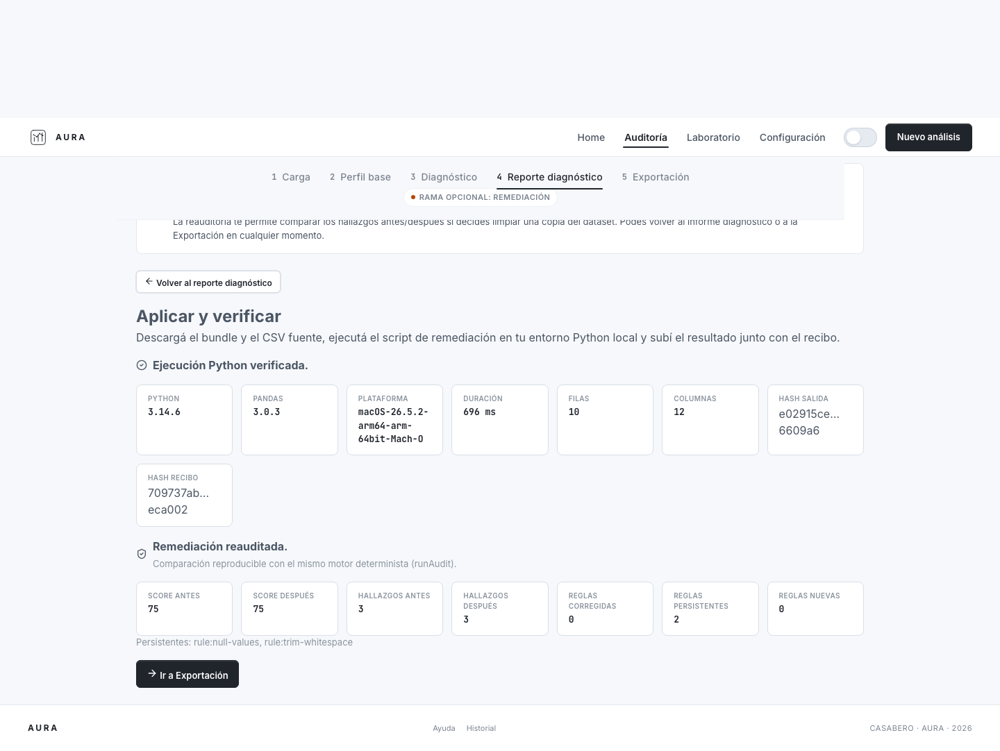 AURA
Home
Auditoría
Laboratorio
Configuración
Nuevo análisis
1 Carga
2 Perfil base
3 Diagnóstico
4 Reporte diagnóstico
5 Exportación
RAMA OPCIONAL: REMEDIACIÓN
La reauditoría te permite comparar los hallazgos antes/después si decides limpiar una copia del dataset. Podés volver al informe diagnóstico o a la
Exportación en cualquier momento.
← Volver al reporte diagnóstico
Aplicar y verificar
Descargá el bundle y el CSV fuente, ejecutá el script de remediación en tu entorno Python local y subí el resultado junto con el recibo.
Ejecución Python verificada.
PYTHON
3.14.6
PANDAS
3.0.3
PLATAFORMA
macOS-26.5.2-
arm64-arm-
64bit-Mach-O
DURACIÓN
696 ms
FILAS
10
COLUMNAS
12
HASH SALIDA
e02915ce…
6609a6
HASH RECIBO
709737ab…
eca002
Remediación reauditada.
Comparación reproducible con el mismo motor determinista (runAudit).
SCORE ANTES
75
SCORE DESPUÉS
75
HALLAZGOS ANTES
3
HALLAZGOS
DESPUÉS
3
REGLAS
CORREGIDAS
0
REGLAS
PERSISTENTES
2
REGLAS NUEVAS
0
Persistentes: rule:null-values, rule:trim-whitespace
→ Ir a Exportación
AURA
Ayuda
Historial
CASABERO · AURA · 2026